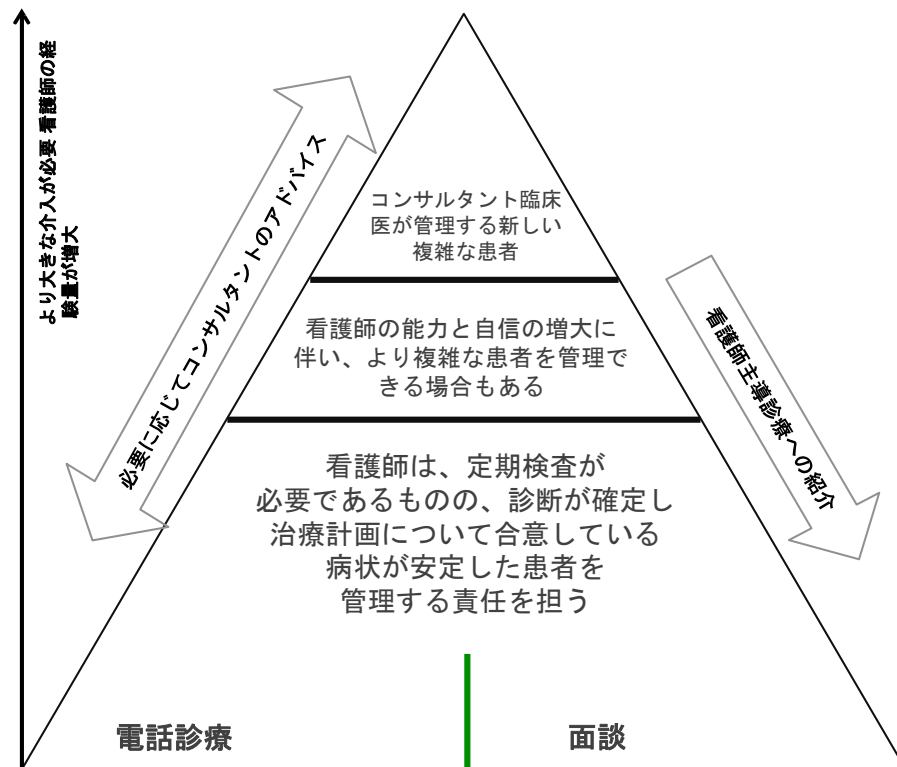 より大きな介入が必要 看護師の経
験量が増大
必要に応じてコンサルタントのアドバイス
コンサルタント臨床
医が管理する新しい
複雑な患者
看護師の能力と自信の増大に
伴い、より複雑な患者を管理で
きる場合もある
看護師主導診療への紹介
看護師は、定期検査が
必要であるものの、診断が確定し
治療計画について合意している
病状が安定した患者を
管理する責任を担う
電話診療
面談